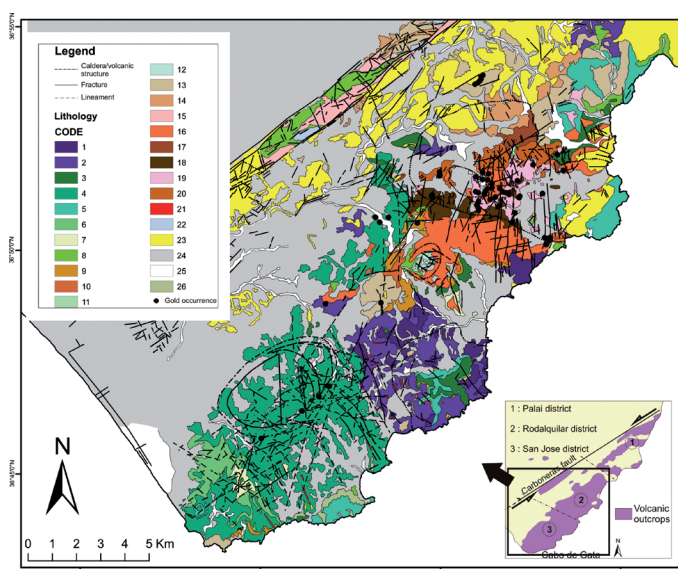 36°55'0"N
Legend
Caldera/volcanic
structure
Fracture
Lineament
Lithology
CODE
1
2
3
4
5
6
7
8
9
10
11
12
13
14
15
16
17
18
19
20
21
22
23
24
25
26
Gold occurrence
36°50'0"N
36°45'0"N
N
0 1 2 3 4 5 Km
1 : Palai district
2 : Rodalquilar district
3 : San Jose district
Carboneras fault
1
2
3
Volcanic
outcrops
Cabo de Gata
N